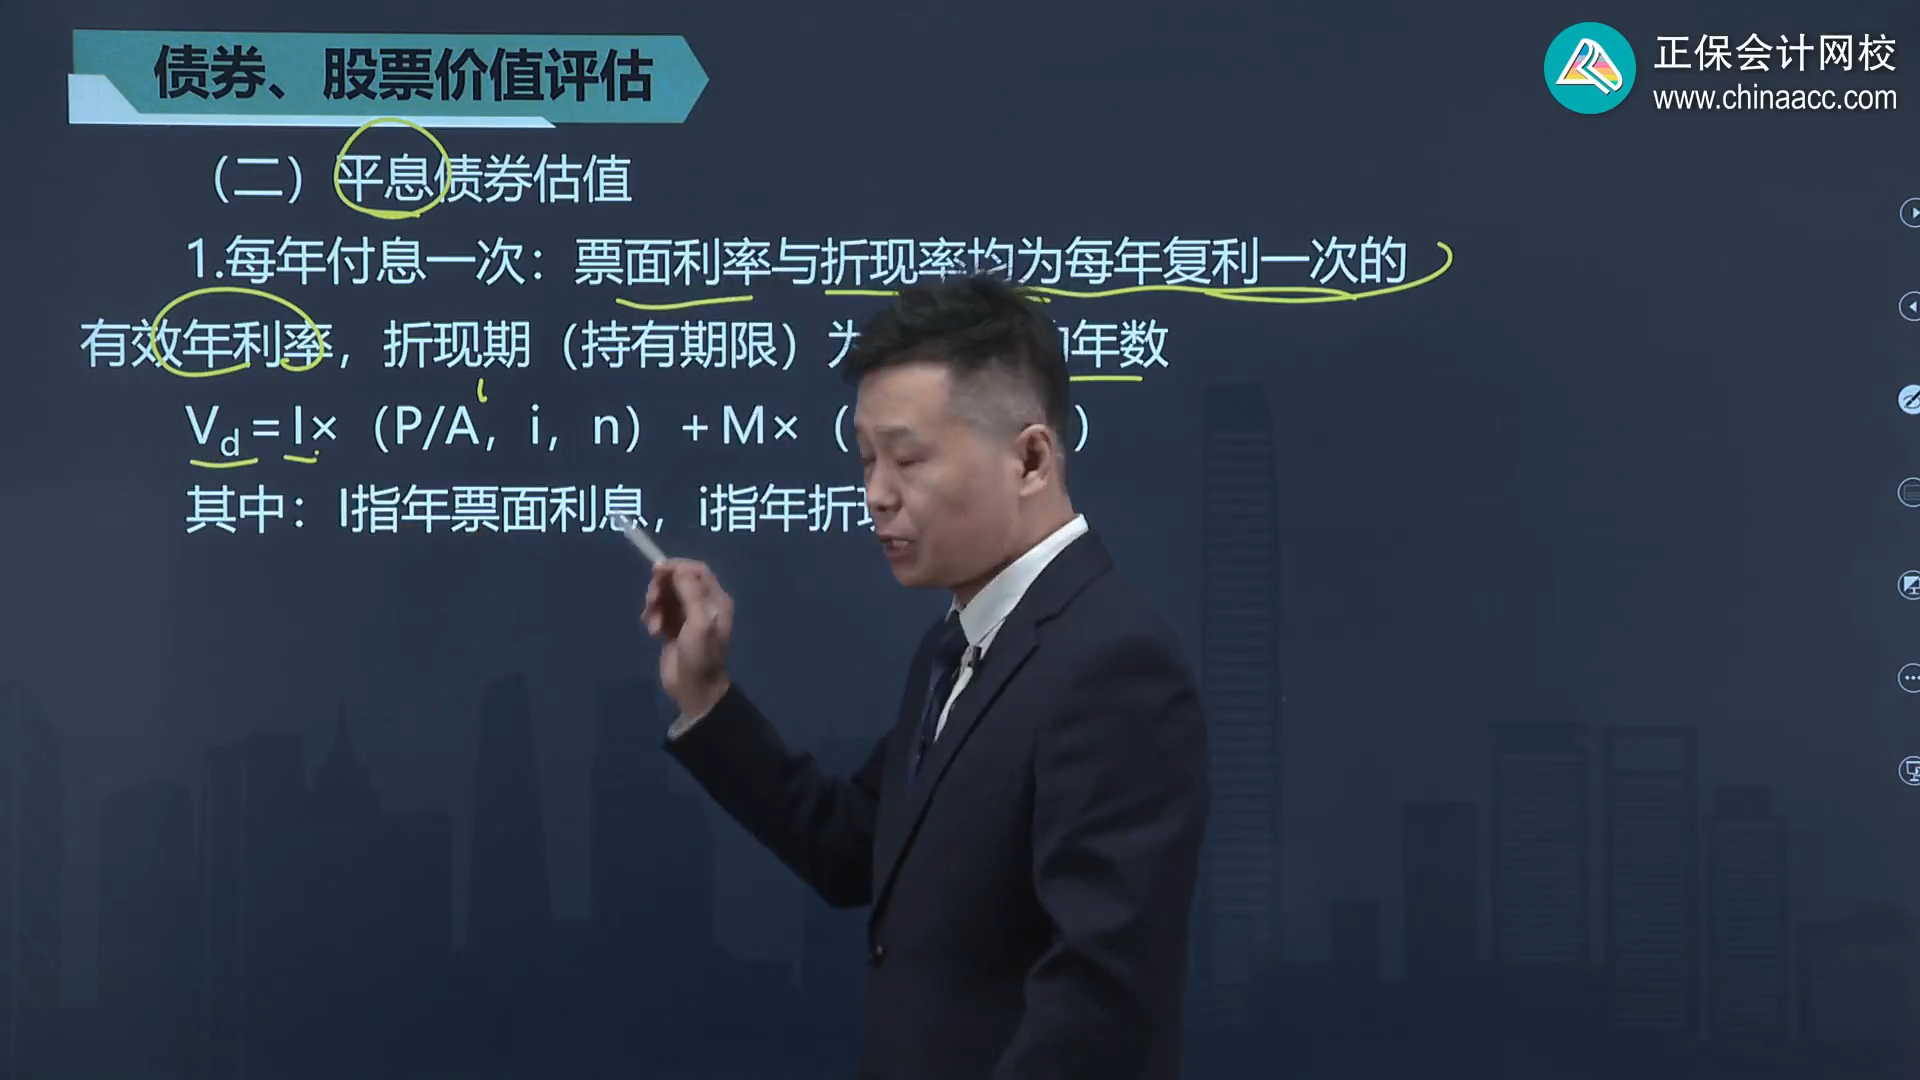 债券、股票价值评估
正保会计网校
www.chinaacc.com
（二）平息债券估值
1.每年付息一次：票面利率与折现率均为每年复利一次的
有效年利率，折现期（持有期限）为 年数
Vd=I×（P/A，i，n）+M×（ ）
其中：I指年票面利息，i指年折现